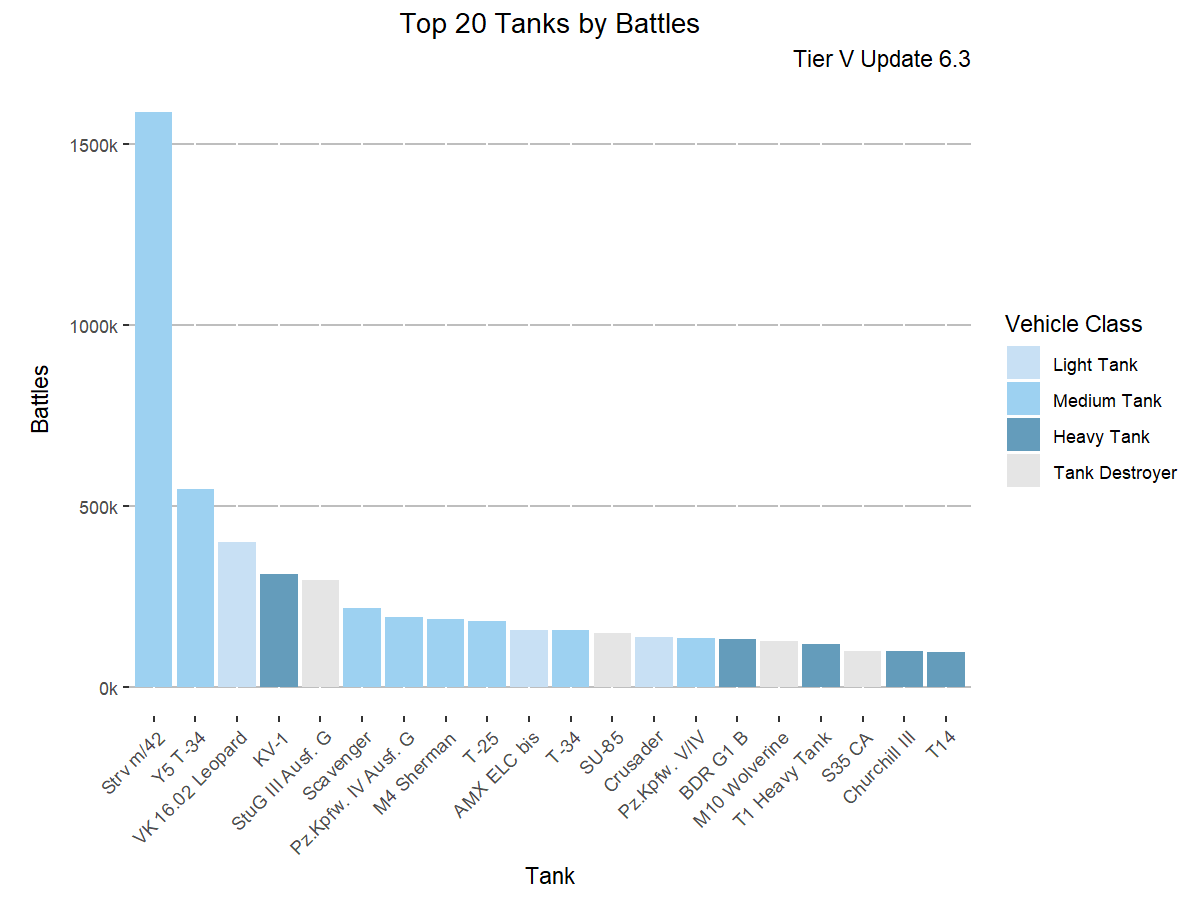 Top 20 Tanks by Battles
Tier V Update 6.3
1500k
1000k
500k
0k
Battles
Strv m/42
Y5 T-34
VK 16.02 Leopard
KV-1
StuG III Ausf. G
Scavenger
Pz.Kpfw. IV Ausf. G
M4 Sherman
T-25
AMX ELC bis
T-34
SU-85
Crusader
Pz.Kpfw. V/IV
BDR G1 B
M10 Wolverine
T1 Heavy Tank
S35 CA
Churchill III
T14
Tank
Vehicle Class
Light Tank
Medium Tank
Heavy Tank
Tank Destroyer